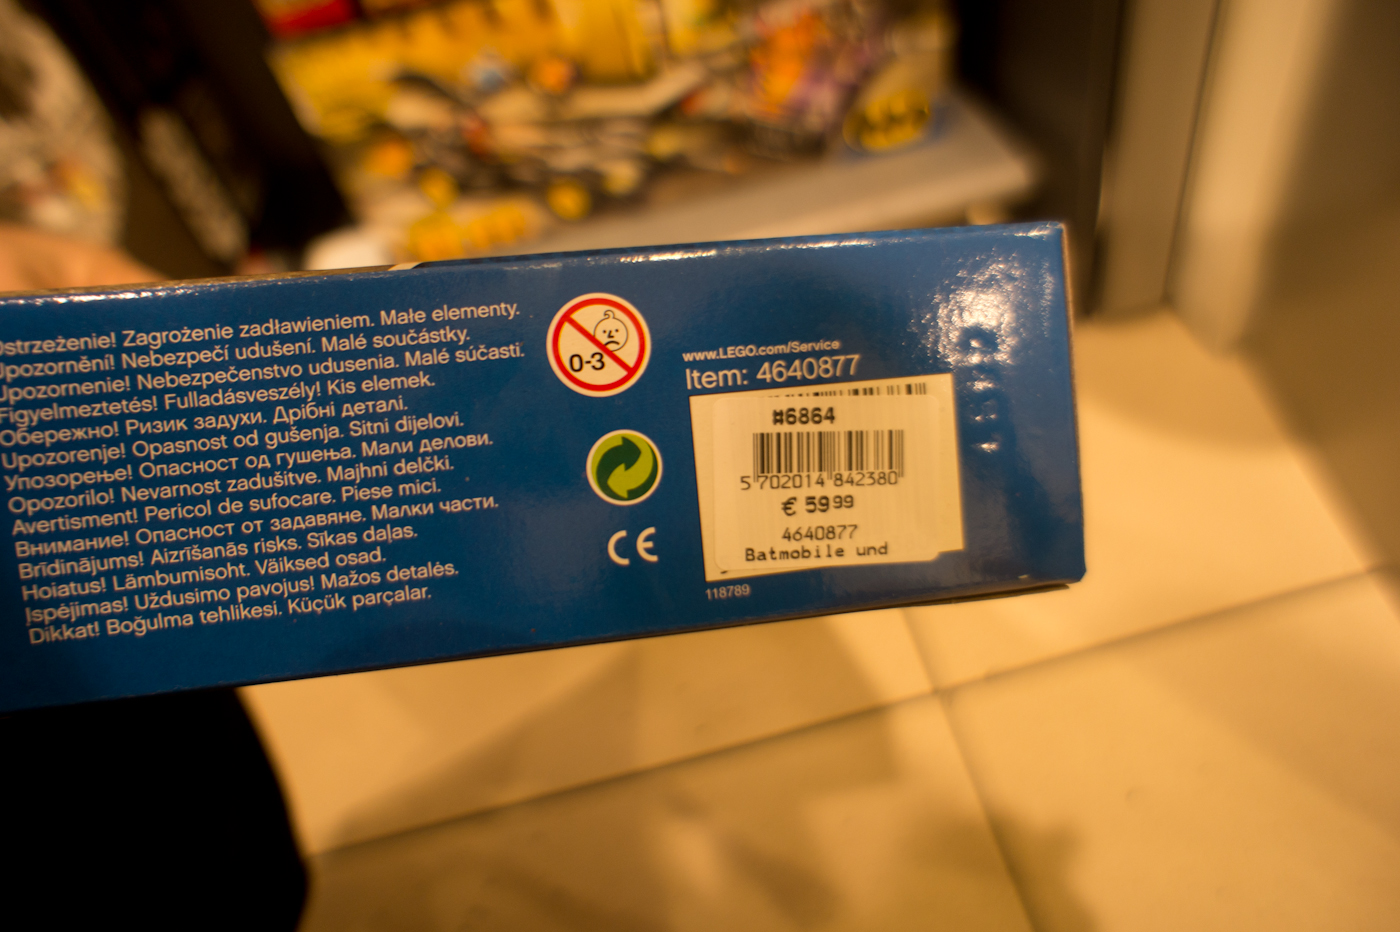 Ostrzeżenie! Zagrożenie zadławieniem. Małe elementy.
Upozornění! Nebezpečí udušení. Malé součástky.
Upozornenie! Nebezpečenstvo udusenia. Malé súčasti.
Figyelmeztetés! Fulladásveszély! Kis elemek.
Обережно! Ризик задухи. Дрібні деталі.
Upozorenje! Opasnost od gušenja. Sitni dijelovi.
Упозорење! Опасност од гушења. Мали делови.
Opozorilo! Nevarnost zadušitve. Majhni delčki.
Avertisment! Pericol de sufocare. Piese mici.
Внимание! Опасност от задавяне. Малки части.
Brīdinājums! Aizrīšanās risks. Sīkas daļas.
Hoiatus! Lämbumisoht. Väiksed osad.
Įspėjimas! Uždusimo pavojus! Mažos detalės.
Dikkat! Boğulma tehlikesi. Küçük parçalar.
0-3
CE
www.LEGO.com/Service
Item: 4640877
#6864
5 702014 842380
€ 5999
4640877
Batmobile und
118789